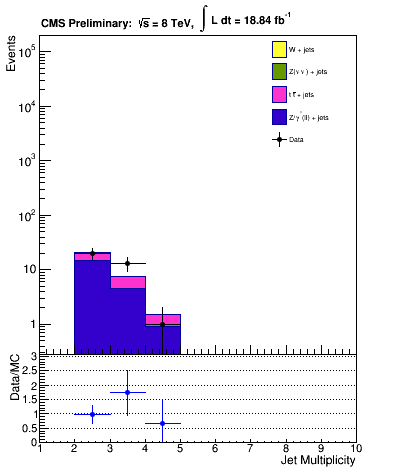 CMS Preliminary: √s = 8 TeV, ∫ L dt = 18.84 fb⁻¹
Events
10⁵
10⁴
10³
10²
10
1
W + jets
Z(νν) + jets
t t̄ + jets
Z/γ*(ll) + jets
Data
Data/MC
3
2.5
2
1.5
1
0.5
0
1 2 3 4 5 6 7 8 9 10
Jet Multiplicity